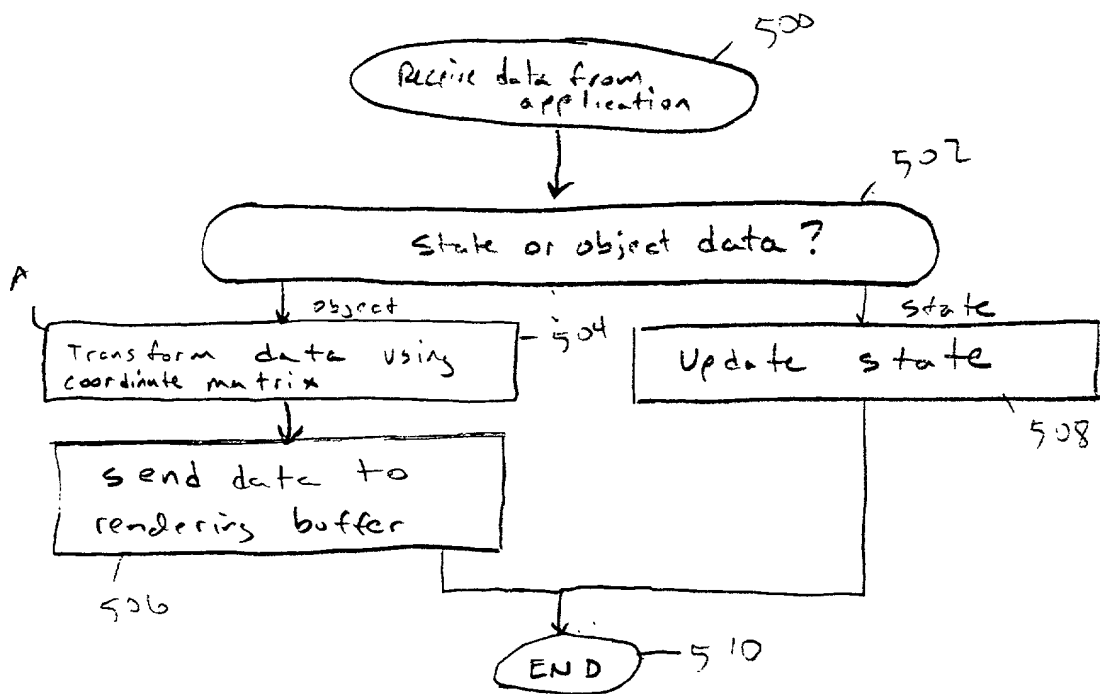 500
Receive data from
application
502
state or object data?
A
object
state
504
Transform data using
coordinate matrix
update state
508
send data to
rendering buffer
506
END
510